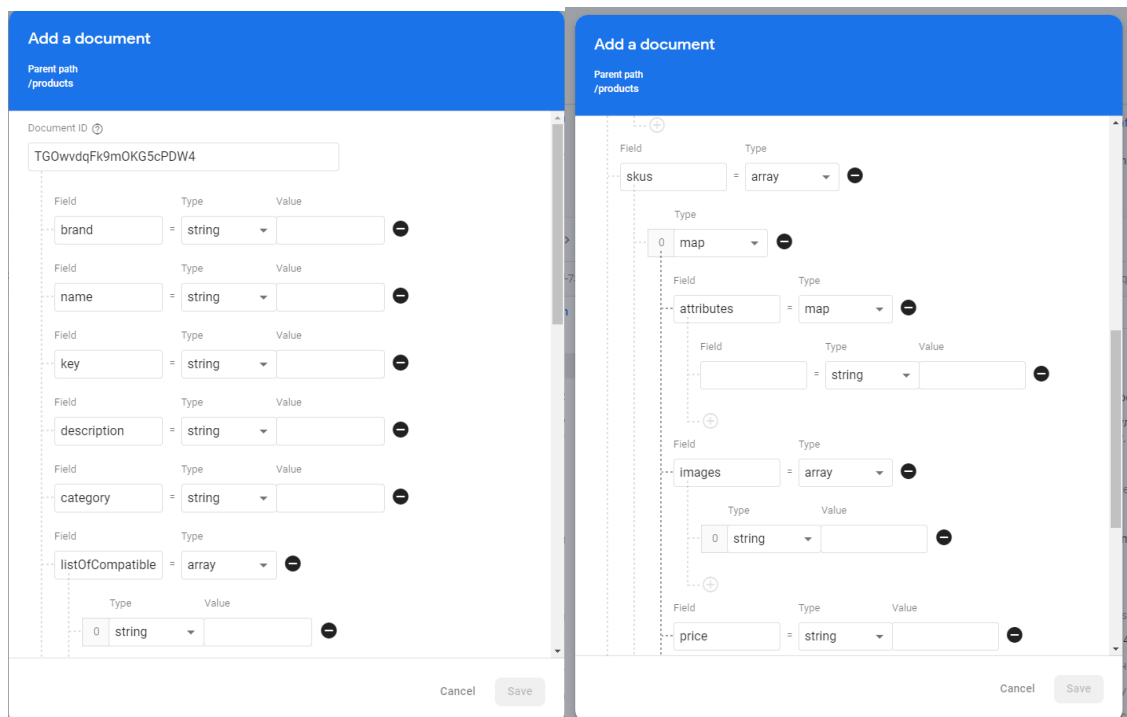 Add a document
Parent path
/products
Document ID
TGOwvdqFk9mOKG5cPDW4
Field Type Value
brand = string
Field Type Value
name = string
Field Type Value
key = string
Field Type Value
description = string
Field Type Value
category = string
Field Type
listOfCompatible = array
Type Value
0 string
Cancel Save
Add a document
Parent path
/products
Field Type
skus = array
Type
0 map
Field Type
attributes = map
Field Type Value
= string
Field Type
images = array
Type Value
0 string
Field Type Value
price = string
Cancel Save